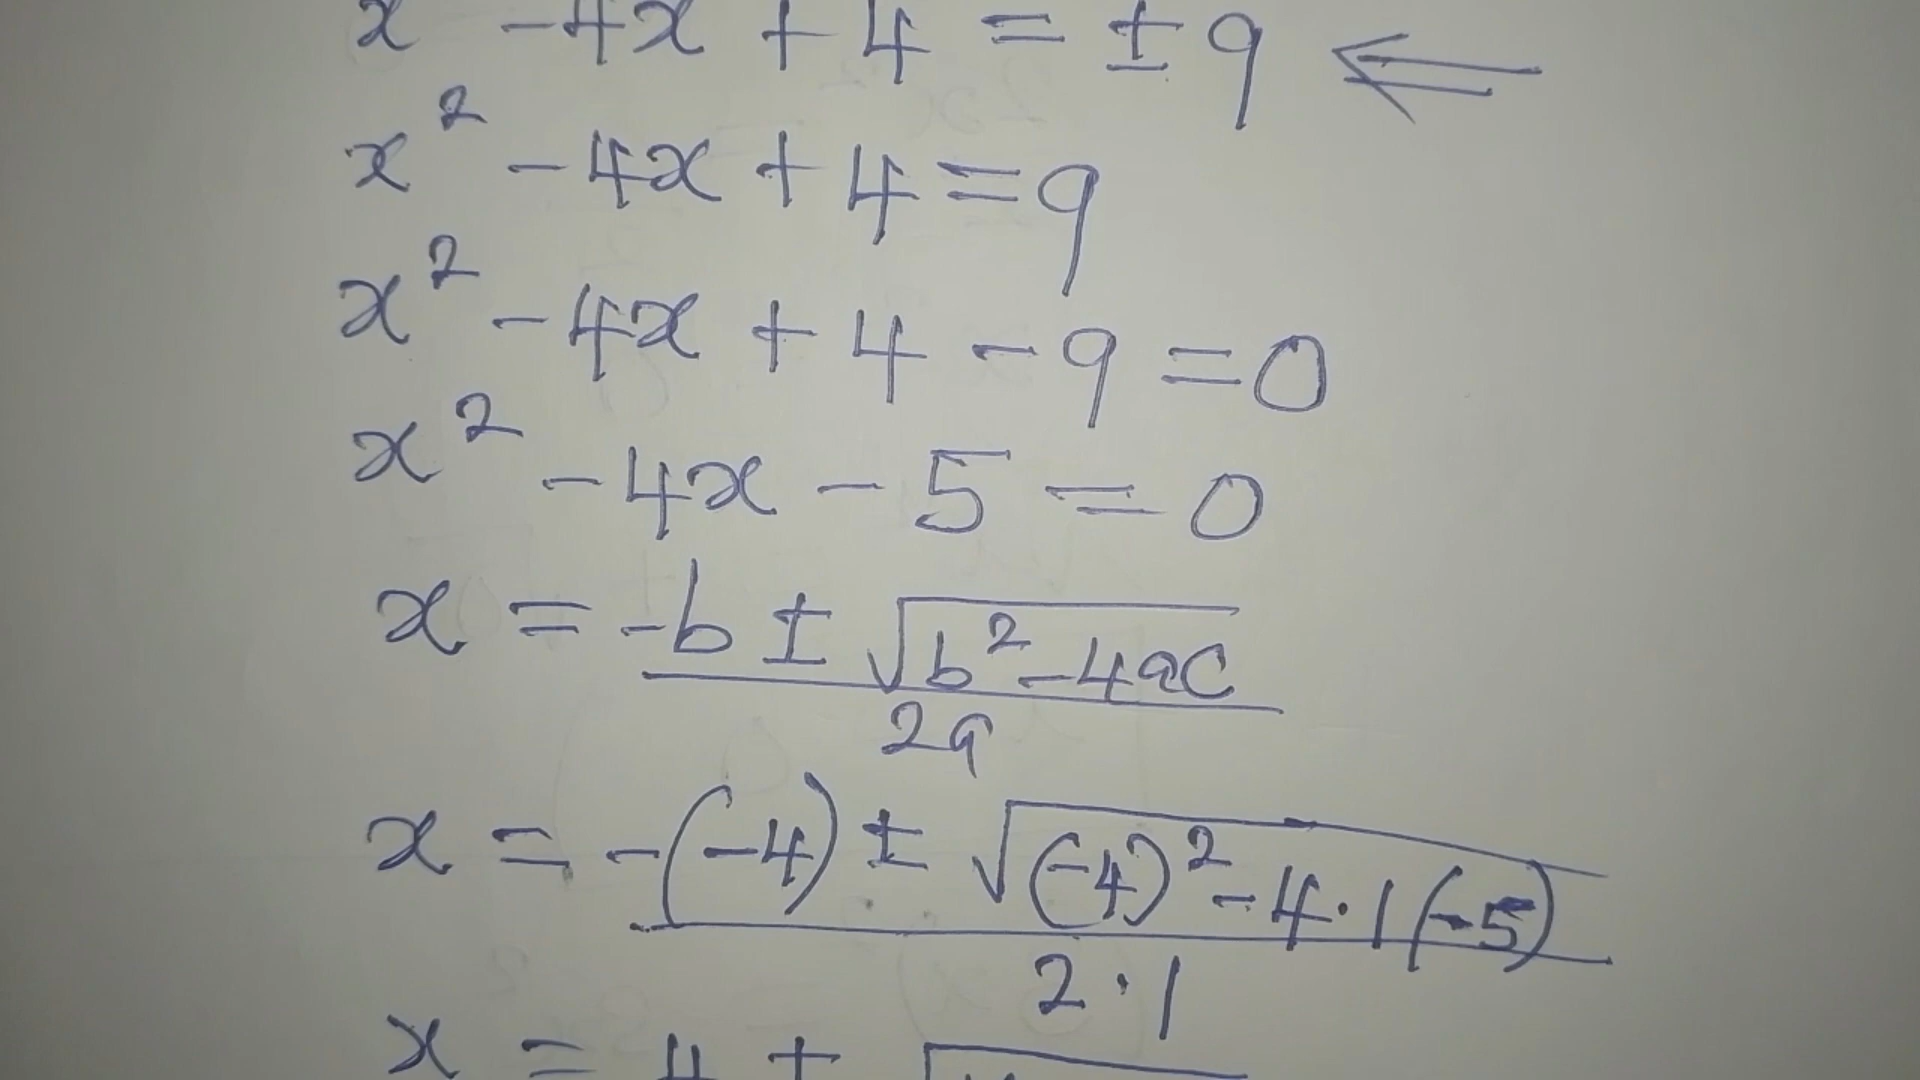 x - 4x + 4 = ± 9 ⇐
x² - 4x + 4 = 9
x² - 4x + 4 - 9 = 0
x² - 4x - 5 = 0
x = -b ± √(b² - 4ac)
2a
x = -(-4) ± √((-4)² - 4·1(-5))
2·1
x = 4 ± √